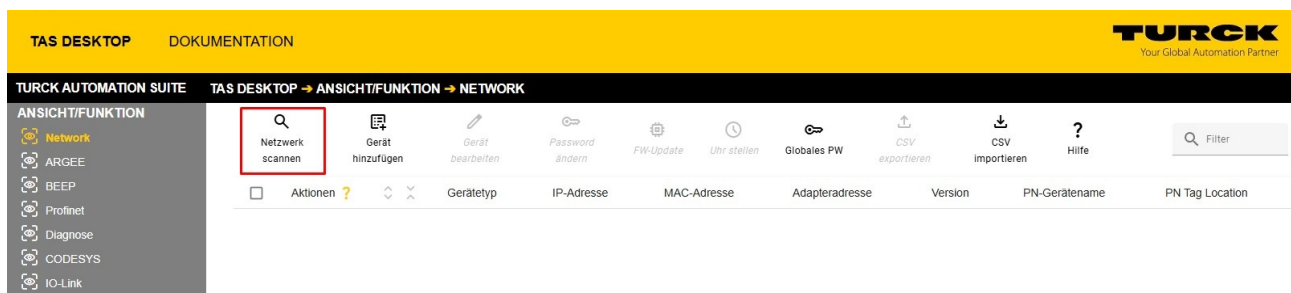 TAS DESKTOP DOKUMENTATION
TURCK
Your Global Automation Partner
TURCK AUTOMATION SUITE TAS DESKTOP ➔ ANSICHT/FUNKTION ➔ NETWORK
ANSICHT/FUNKTION
Network
ARGEE
BEEP
Profinet
Diagnose
CODESYS
IO-Link
Netzwerk
scannen
Gerät
hinzufügen
Gerät
bearbeiten
Password
ändern
FW-Update
Uhr stellen
Globales PW
CSV
exportieren
CSV
importieren
?
Hilfe
Filter
Aktionen ? Gerätetyp IP-Adresse MAC-Adresse Adapteradresse Version PN-Gerätename PN Tag Location